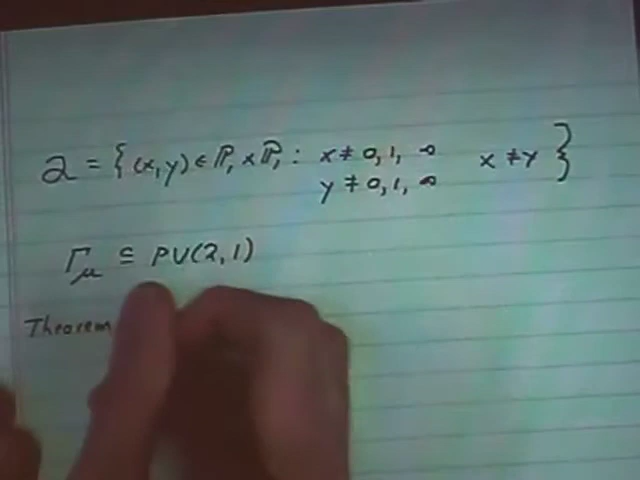 𝒬 = { (x,y) ∈ ℙ₁ × ℙ₁ : x ≠ 0, 1, ∞ x ≠ y }
y ≠ 0, 1, ∞
Γ_μ ⊆ PU(2,1)
Theorem